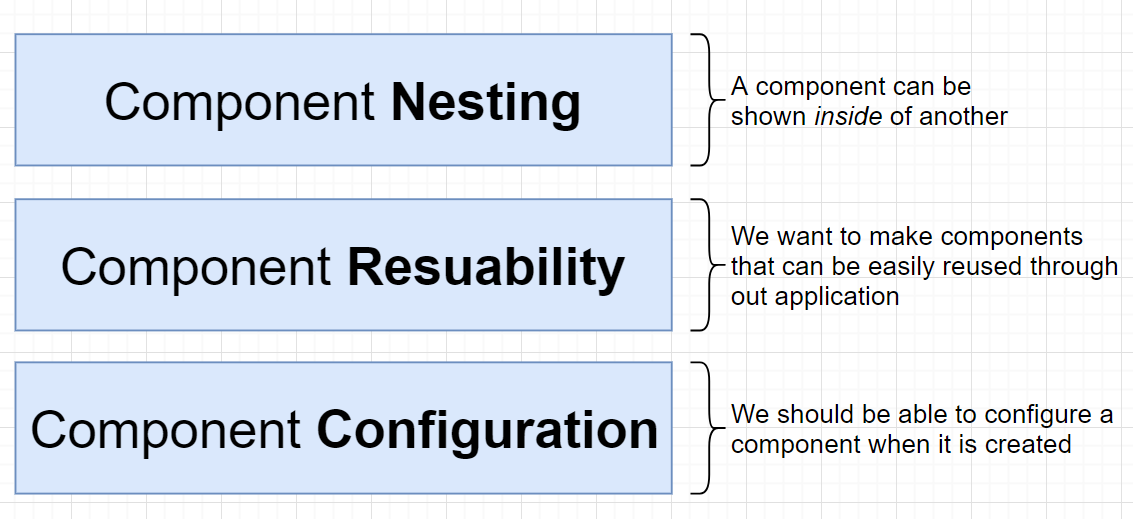 Component Nesting
A component can be
shown inside of another
Component Resuability
We want to make components
that can be easily reused through
out application
Component Configuration
We should be able to configure a
component when it is created